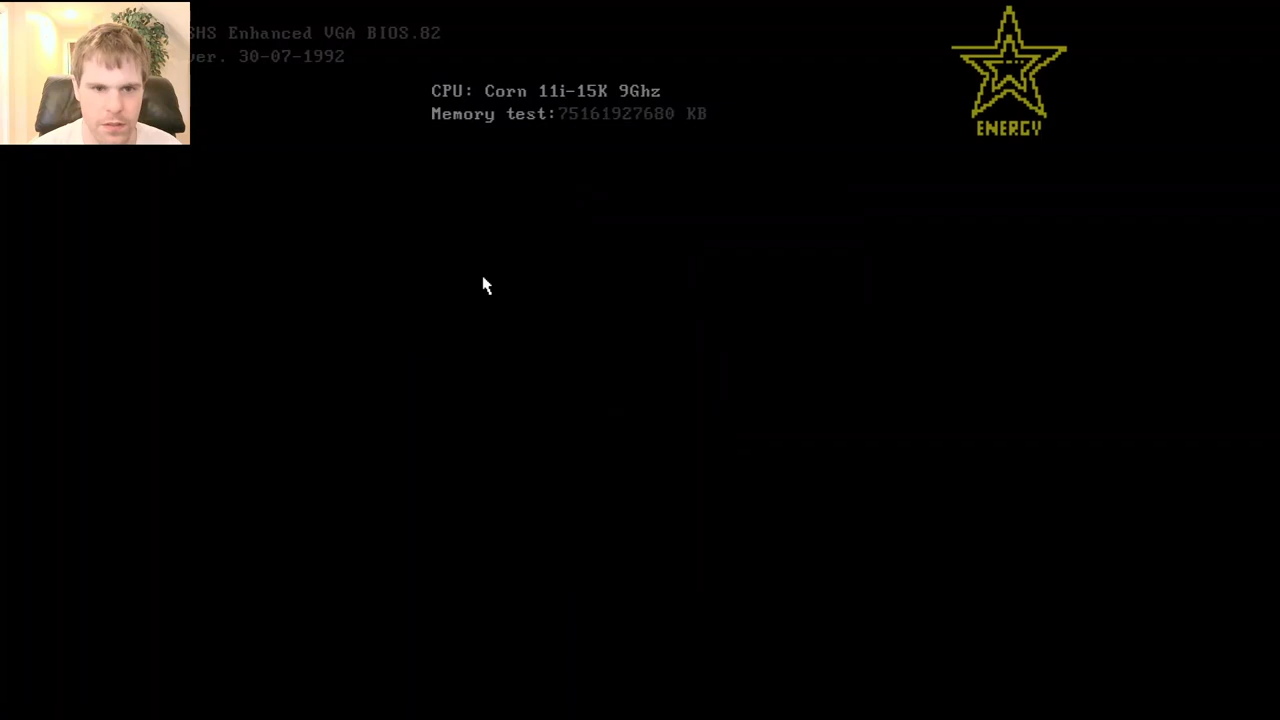 SHS Enhanced VGA BIOS.82
ver. 30-07-1992
CPU: Corn 11i-15K 9Ghz
Memory test:75161927680 KB
ENERGY